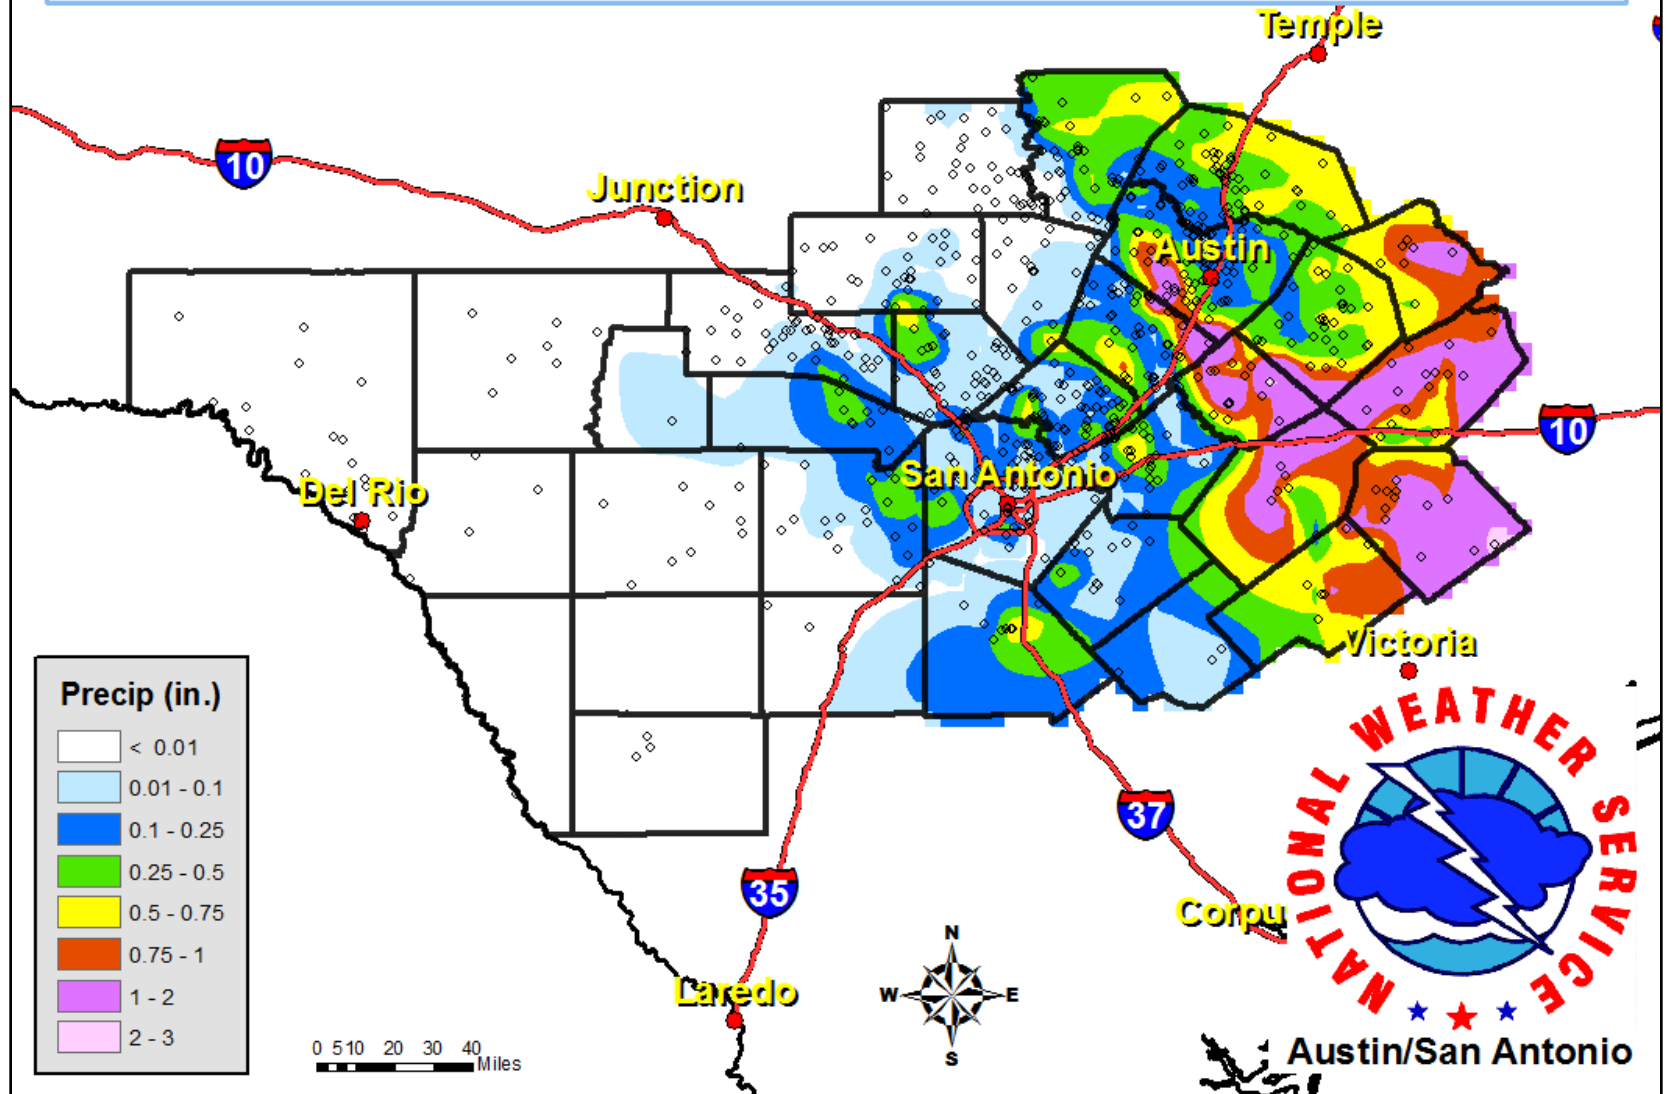 Temple
10
Junction
Austin
10
San Antonio
Del Rio
Victoria
Precip (in.)
< 0.01
0.01 - 0.1
0.1 - 0.25
0.25 - 0.5
0.5 - 0.75
0.75 - 1
1 - 2
2 - 3
37
35
Corpu
Laredo
N
W E
S
0 5 10 20 30 40
Miles
NATIONAL WEATHER SERVICE
Austin/San Antonio